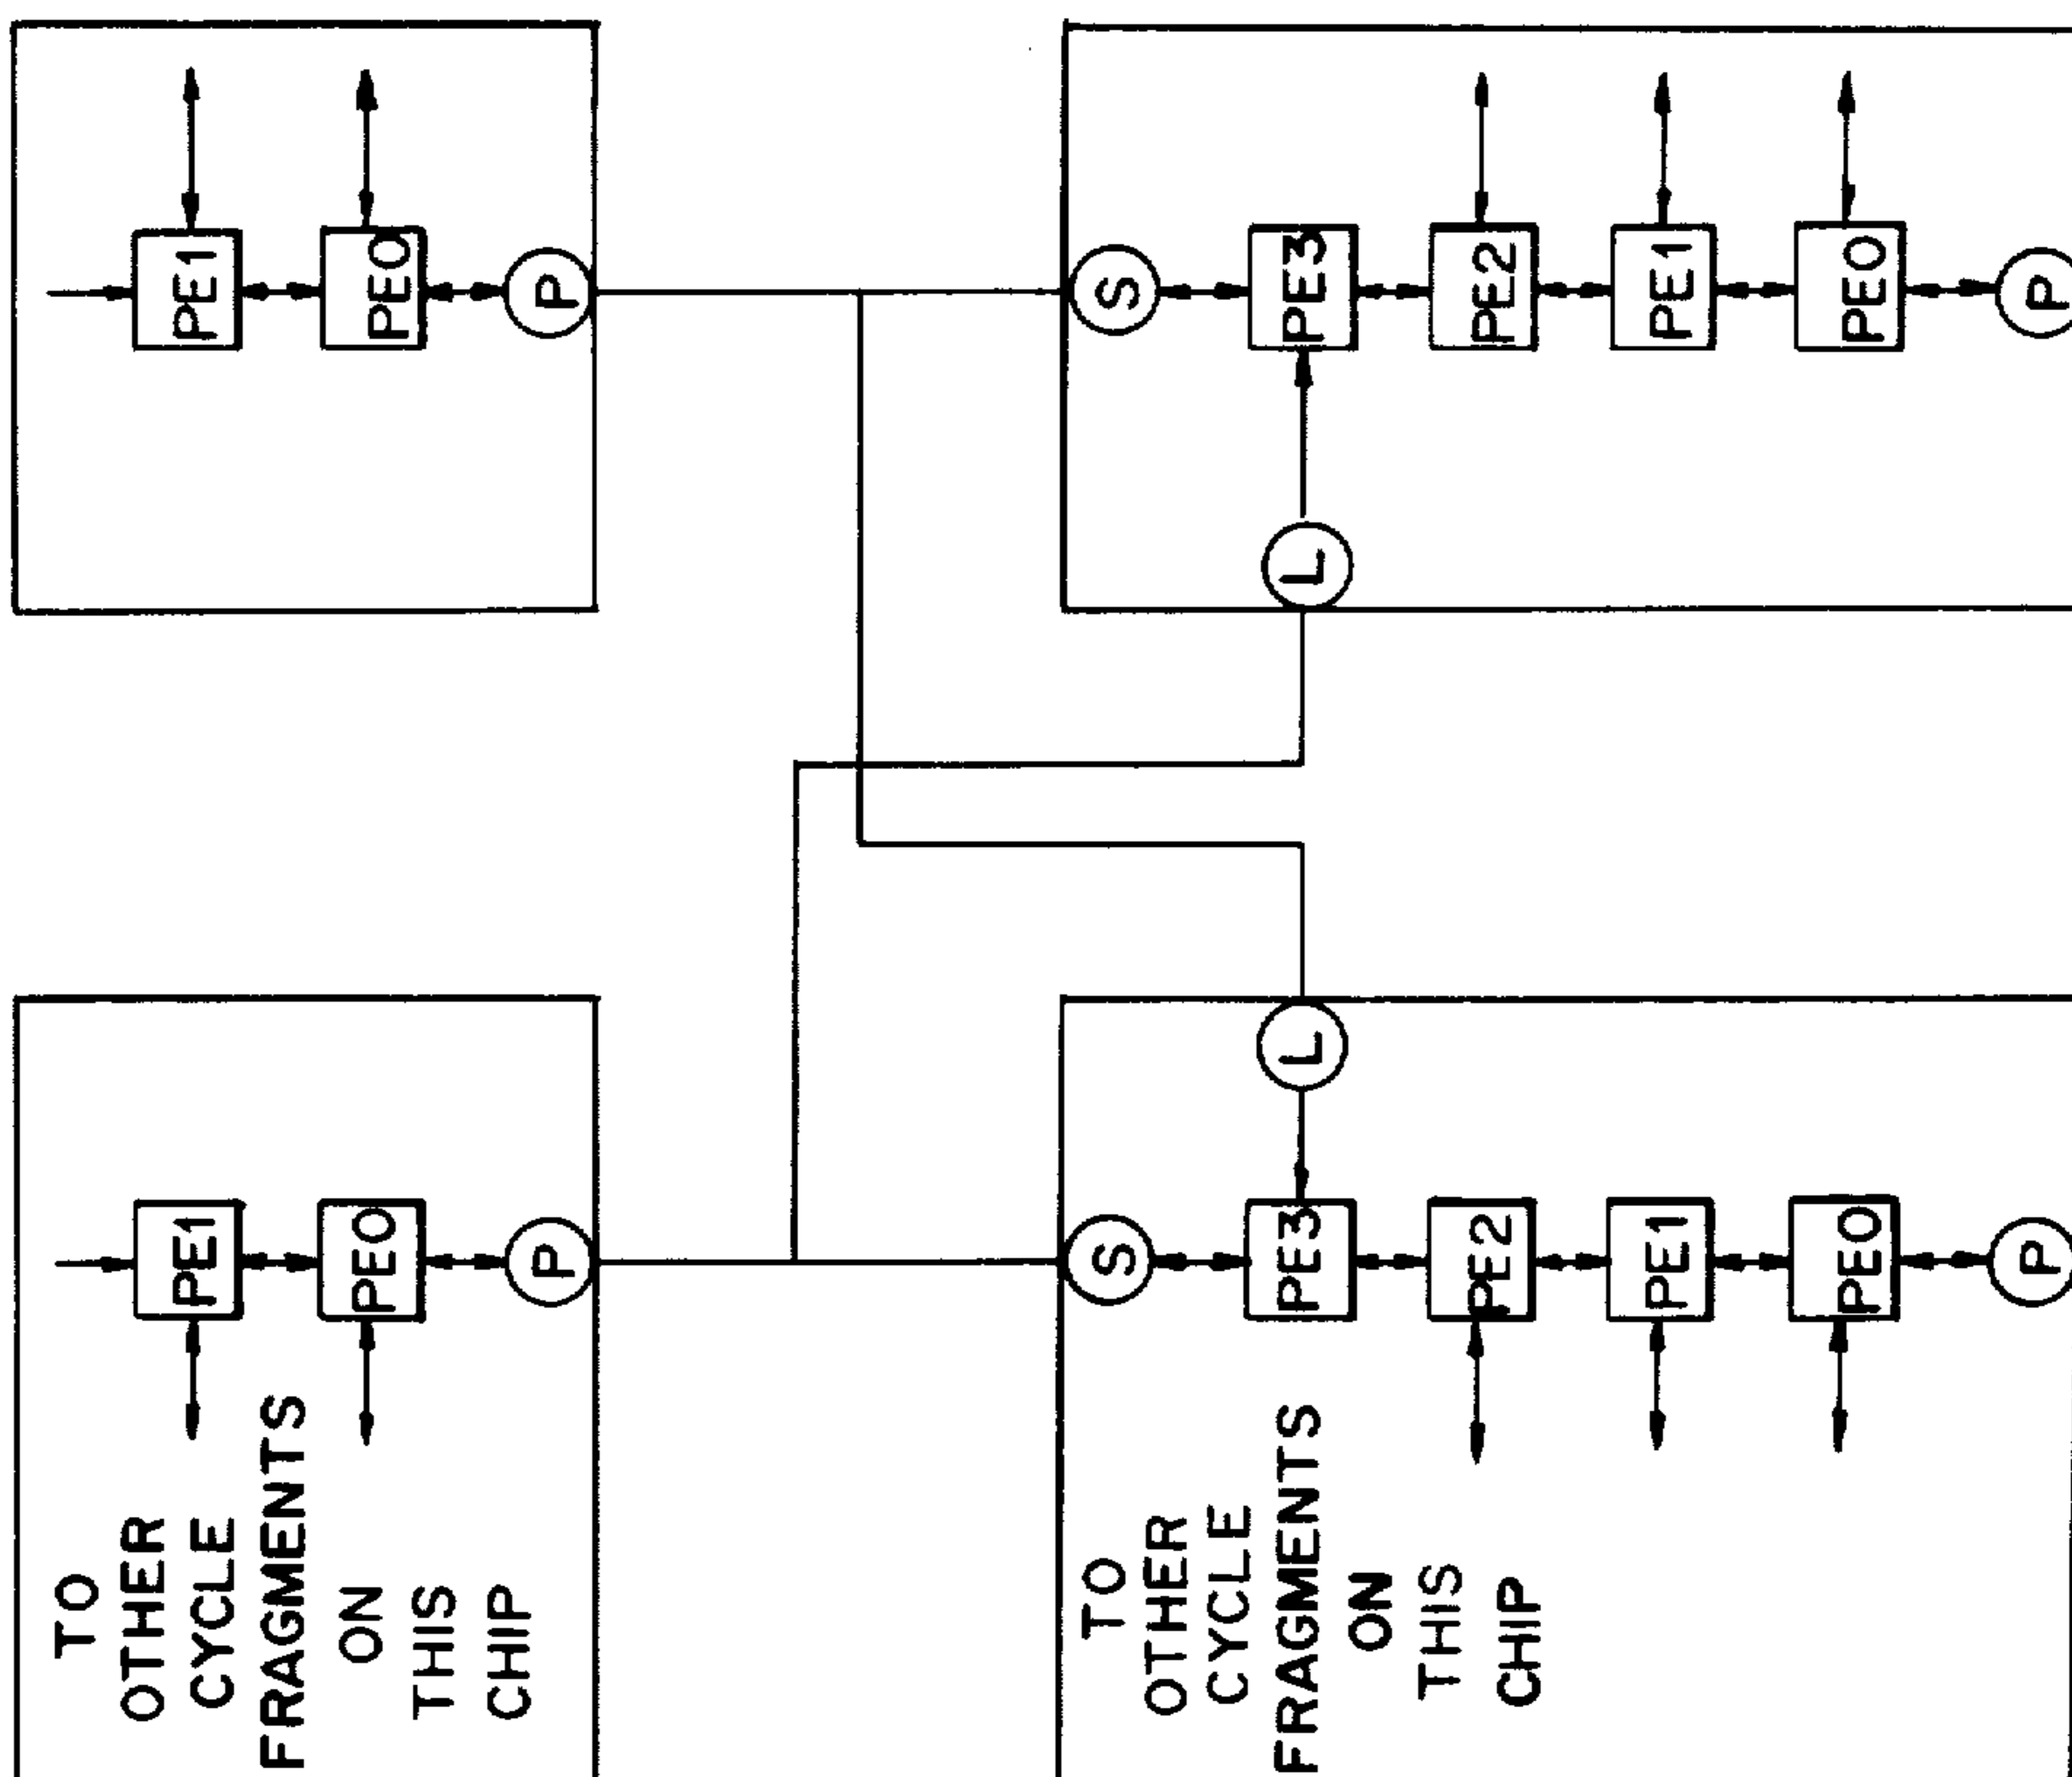 TO
OTHER
CYCLE
FRAGMENTS
ON
THIS
CHIP
PE1
PE0
P
PE1
PE0
P
TO
OTHER
CYCLE
FRAGMENTS
ON
THIS
CHIP
S
PE3
L
PE2
PE1
PE0
P
S
L
PE3
PE2
PE1
PE0
P